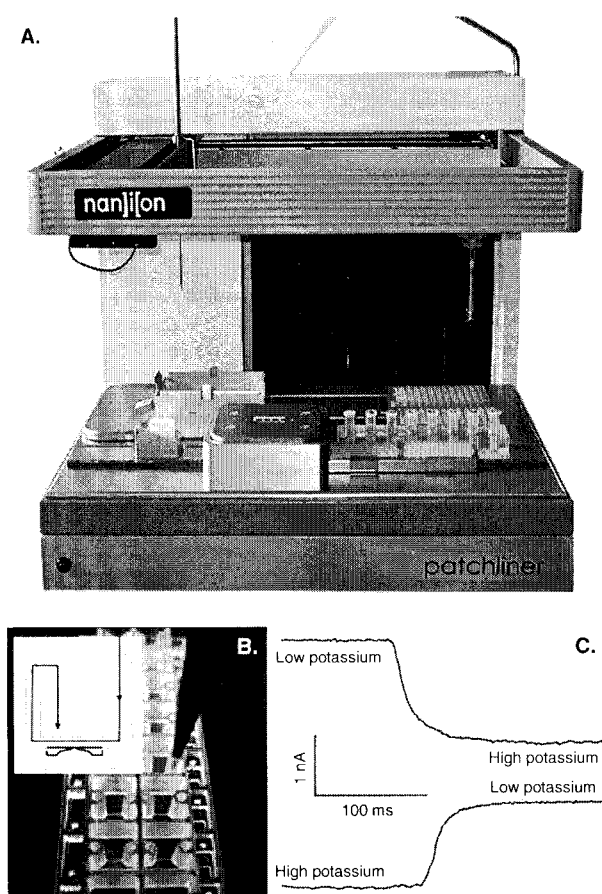 A.
nan]i[on
patchliner
B.
C.
Low potassium
High potassium
1 nA
Low potassium
100 ms
High potassium